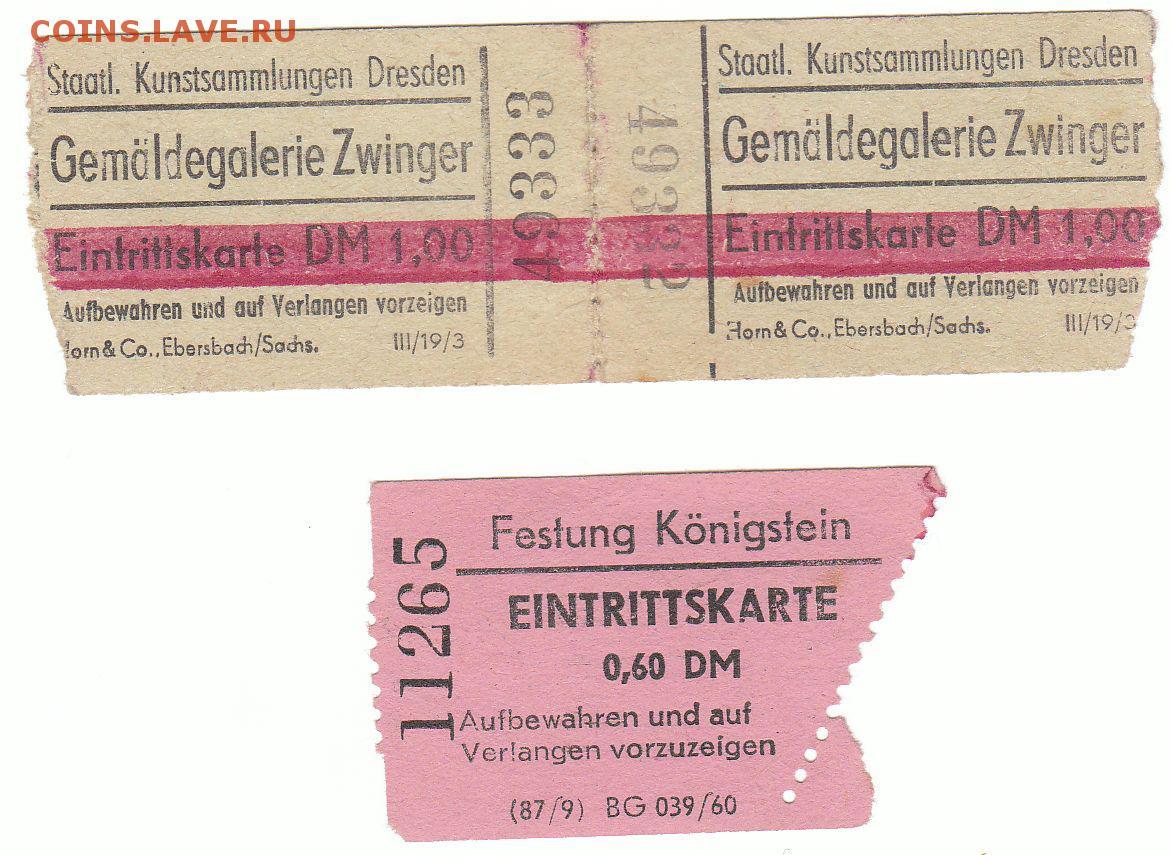 COINS.LAVE.RU
Staatl. Kunstsammlungen Dresden
Gemäldegalerie Zwinger
Eintrittskarte DM 1,00
Aufbewahren und auf Verlangen vorzeigen
Horn & Co., Ebersbach/Sachs. III/19/3
49333
49332
Staatl. Kunstsammlungen Dresden
Gemäldegalerie Zwinger
Eintrittskarte DM 1,00
Aufbewahren und auf Verlangen vorzeigen
Horn & Co., Ebersbach/Sachs. III/19/3
11265
Festung Königstein
EINTRITTSKARTE
0,60 DM
Aufbewahren und auf
Verlangen vorzuzeigen
(87/9) BG 039/60